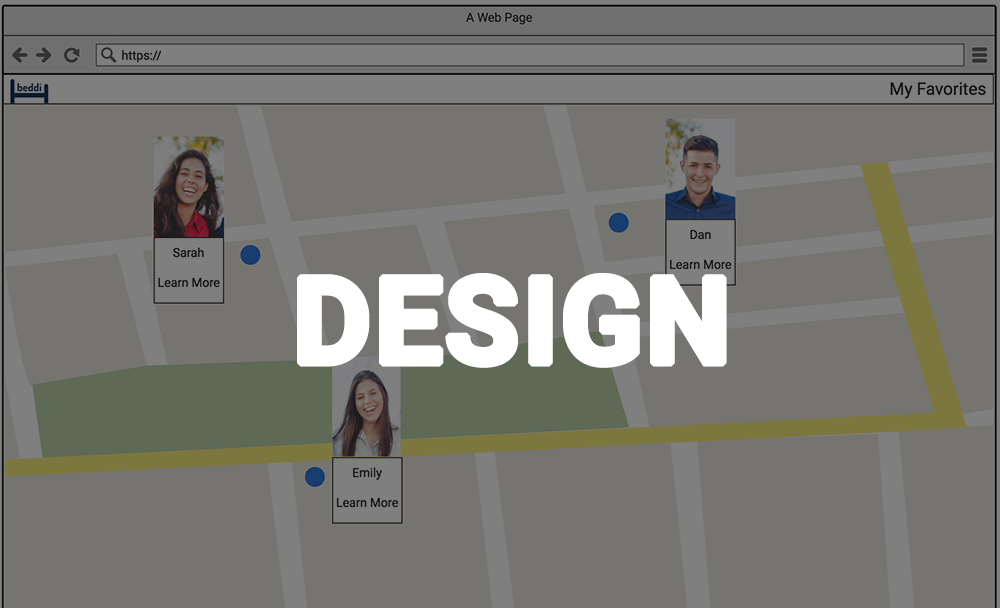 A Web Page
https://
beddi
My Favorites
Sarah
Learn More
Dan
Learn More
DESIGN
Emily
Learn More